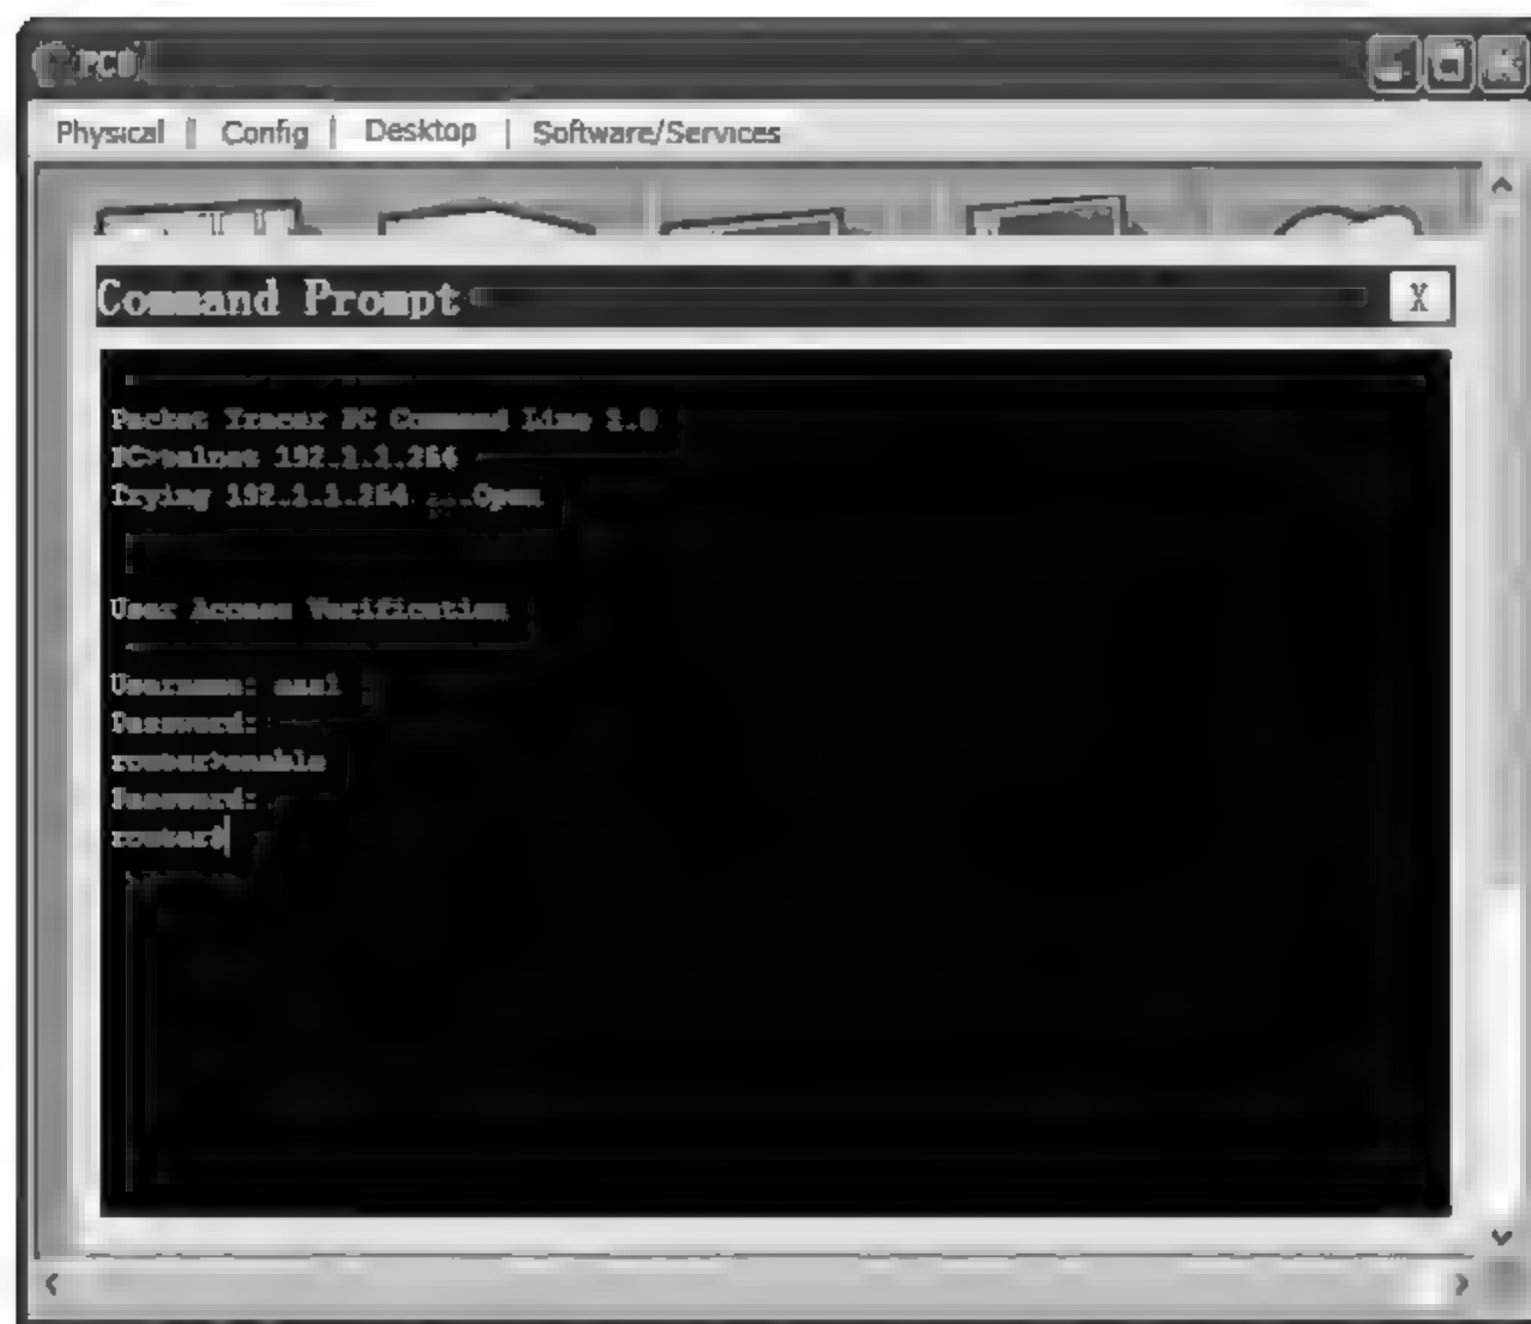 PC0
Physical Config Desktop Software/Services
Command Prompt X
Packet Tracer PC Command Line 1.0
PC>telnet 192.1.1.254
Trying 192.1.1.254 ...Open
User Access Verification
Username:
Password:
router>enable
Password:
router#